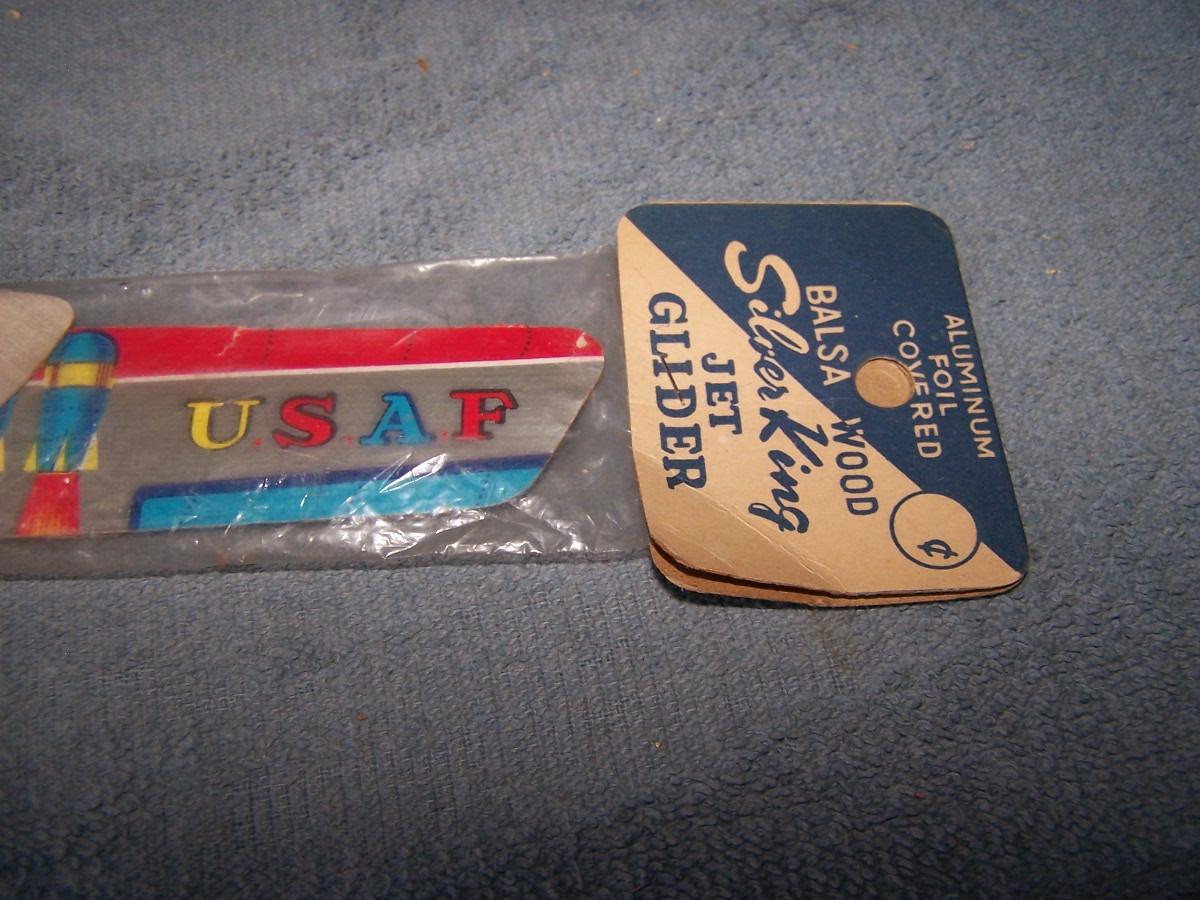 ALUMINUM
FOIL
COVERED
BALSA WOOD
Silver King
JET
GLIDER
¢
U.S.A.F